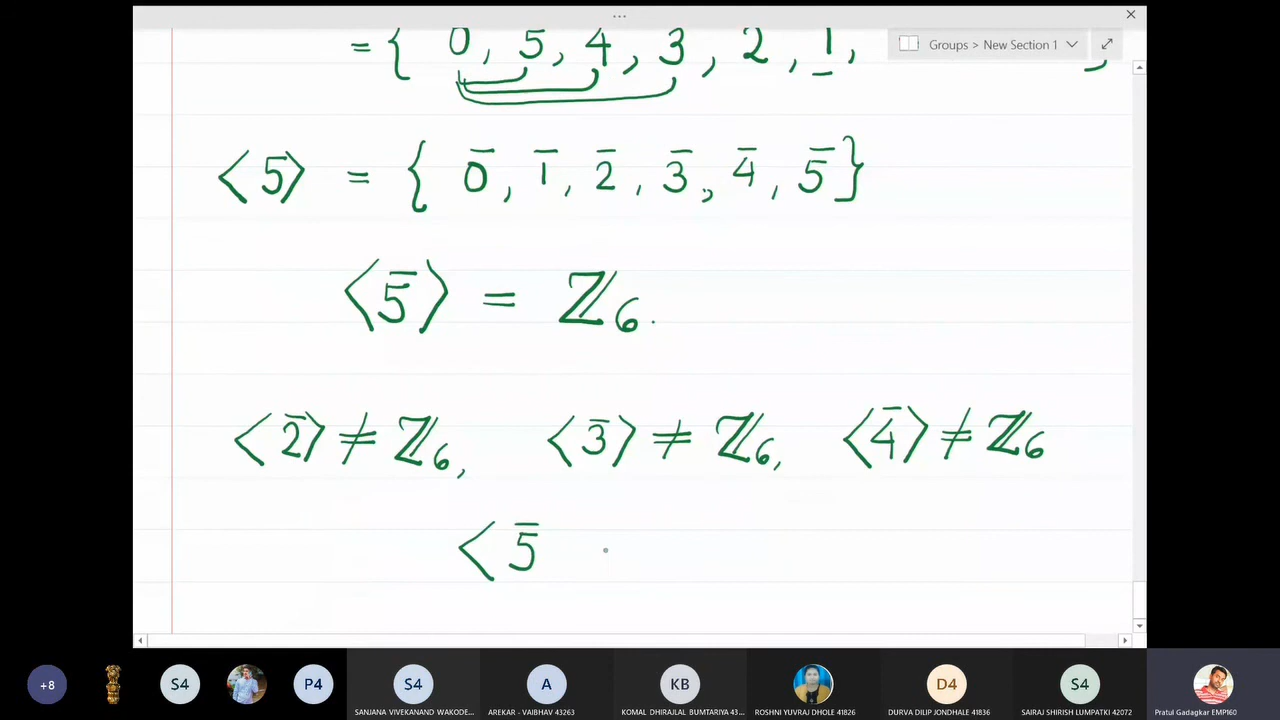 = { 0, 5, 4, 3, 2, 1,
Groups > New Section 1
<5> = { 0̅, 1̅, 2̅, 3̅, 4̅, 5̅ }
<5̅> = ℤ₆.
<2̅> ≠ ℤ₆, <3̅> ≠ ℤ₆, <4̅> ≠ ℤ₆
<5̅
+8 S4 P4 S4 A KB D4 S4
SANJANA VIVEKANAND WAKODE... AREKAR - VAIBHAV 43263 KOMAL DHIRAJLAL BUMTARIYA 43... ROSHNI YUVRAJ DHOLE 41826 DURVA DILIP JONDHALE 41836 SAIRAJ SHIRISH LUMPATKI 42072 Pratul Gadagkar EMP160